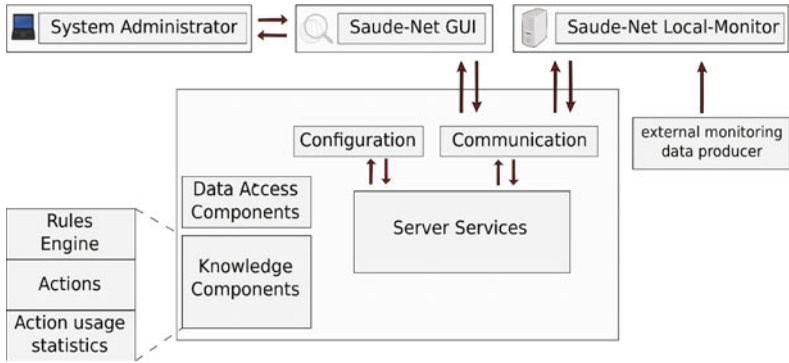 System Administrator
Saude-Net GUI
Saude-Net Local-Monitor
Configuration
Communication
external monitoring
data producer
Data Access
Components
Server Services
Knowledge
Components
Rules
Engine
Actions
Action usage
statistics